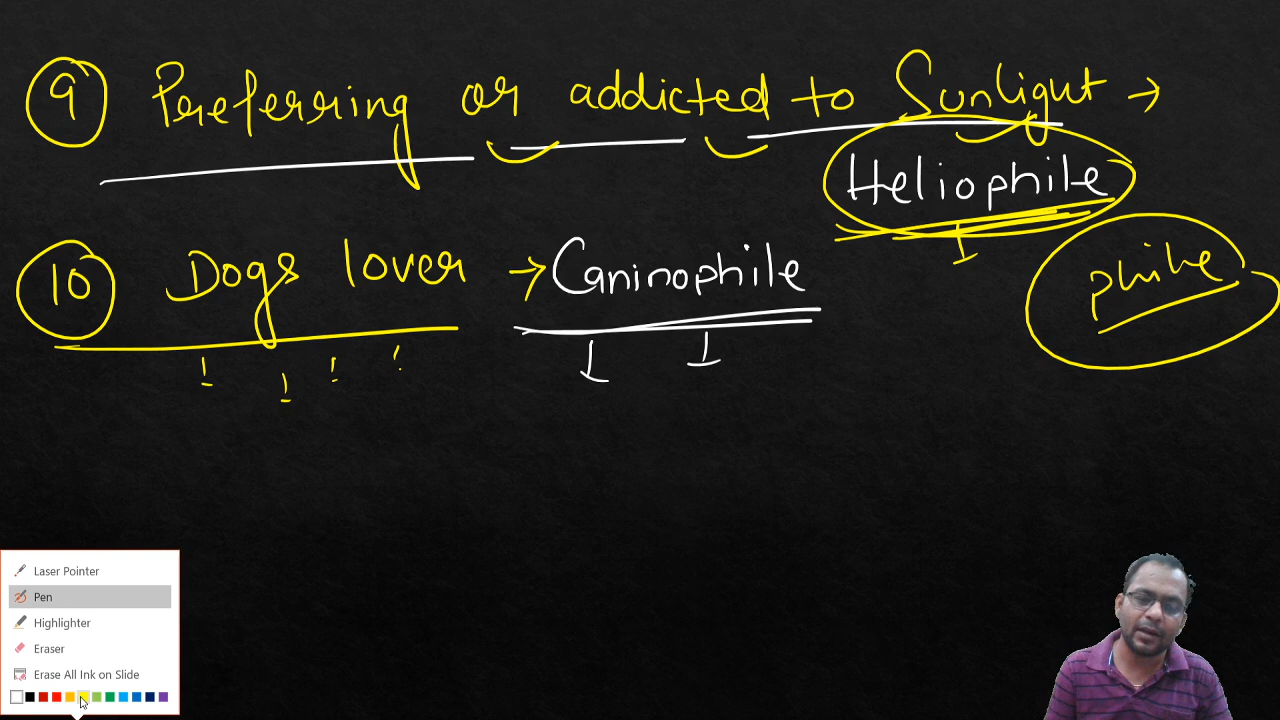 9 Preferring or addicted to Sunlight →
Heliophile
phile
10 Dogs lover → Caninophile
Laser Pointer
Pen
Highlighter
Eraser
Erase All Ink on Slide